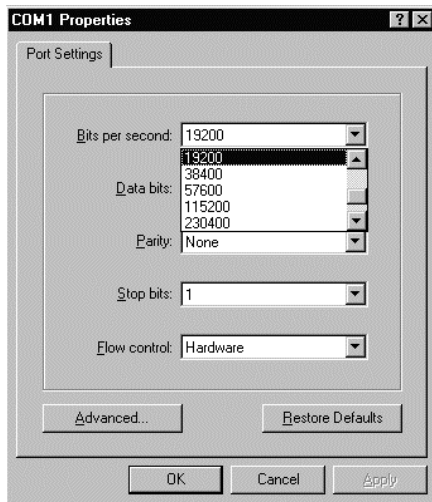 COM1 Properties
Port Settings
Bits per second: 19200
19200
38400
57600
115200
230400
Data bits:
Parity: None
Stop bits: 1
Flow control: Hardware
Advanced... Restore Defaults
OK Cancel Apply